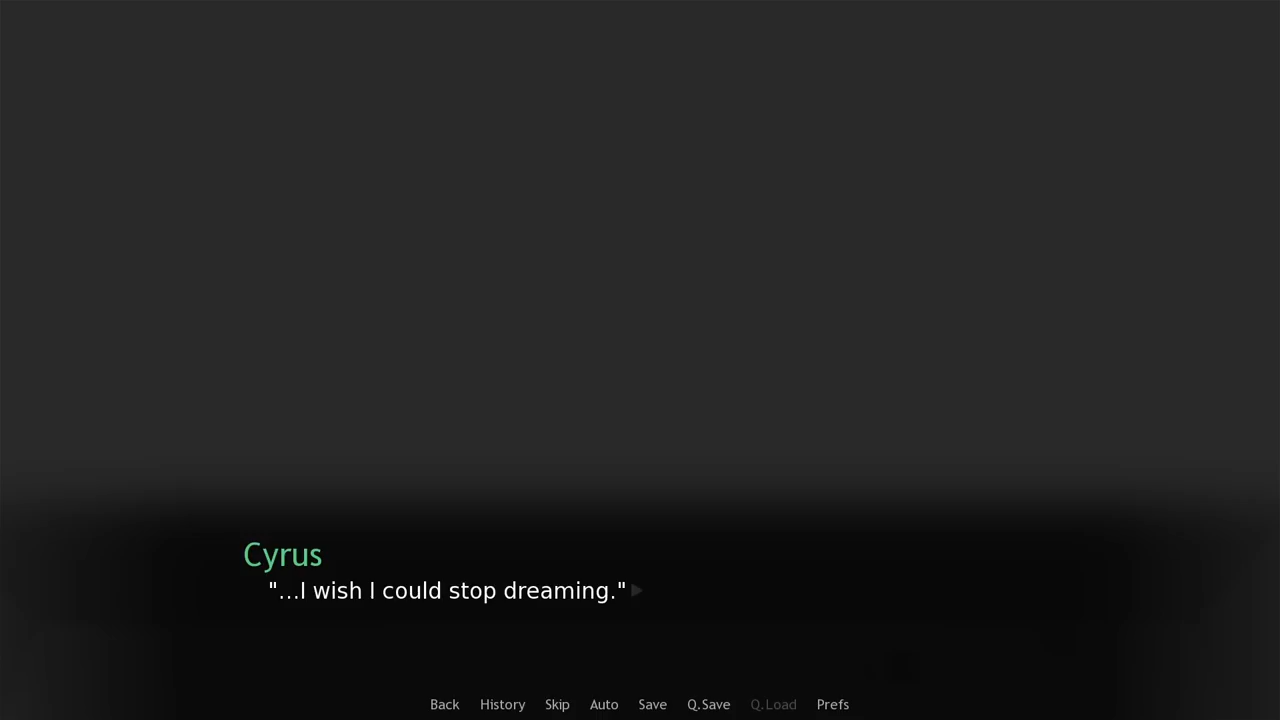 Cyrus
"...I wish I could stop dreaming."
Back History Skip Auto Save Q.Save Q.Load Prefs